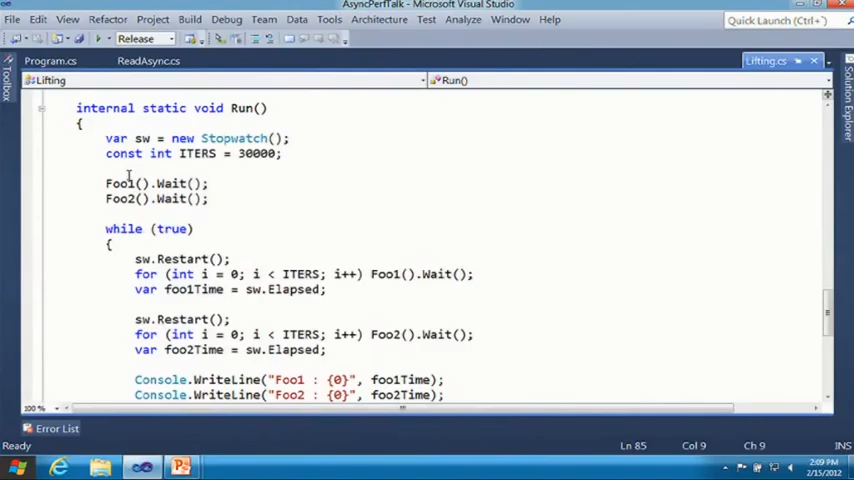 AsyncPerfTalk - Microsoft Visual Studio
File Edit View Refactor Project Build Debug Team Data Tools Architecture Test Analyze Window Help
Quick Launch (Ctrl+
Release
Program.cs ReadAsync.cs Lifting.cs
Toolbox
Lifting Run()
Solution Explorer
internal static void Run()
{
var sw = new Stopwatch();
const int ITERS = 30000;
Foo1().Wait();
Foo2().Wait();
while (true)
{
sw.Restart();
for (int i = 0; i < ITERS; i++) Foo1().Wait();
var foo1Time = sw.Elapsed;
sw.Restart();
for (int i = 0; i < ITERS; i++) Foo2().Wait();
var foo2Time = sw.Elapsed;
Console.WriteLine("Foo1 : {0}", foo1Time);
Console.WriteLine("Foo2 : {0}", foo2Time);
100 %
Error List
Ready Ln 85 Col 9 Ch 9 INS
2:09 PM
2/15/2012